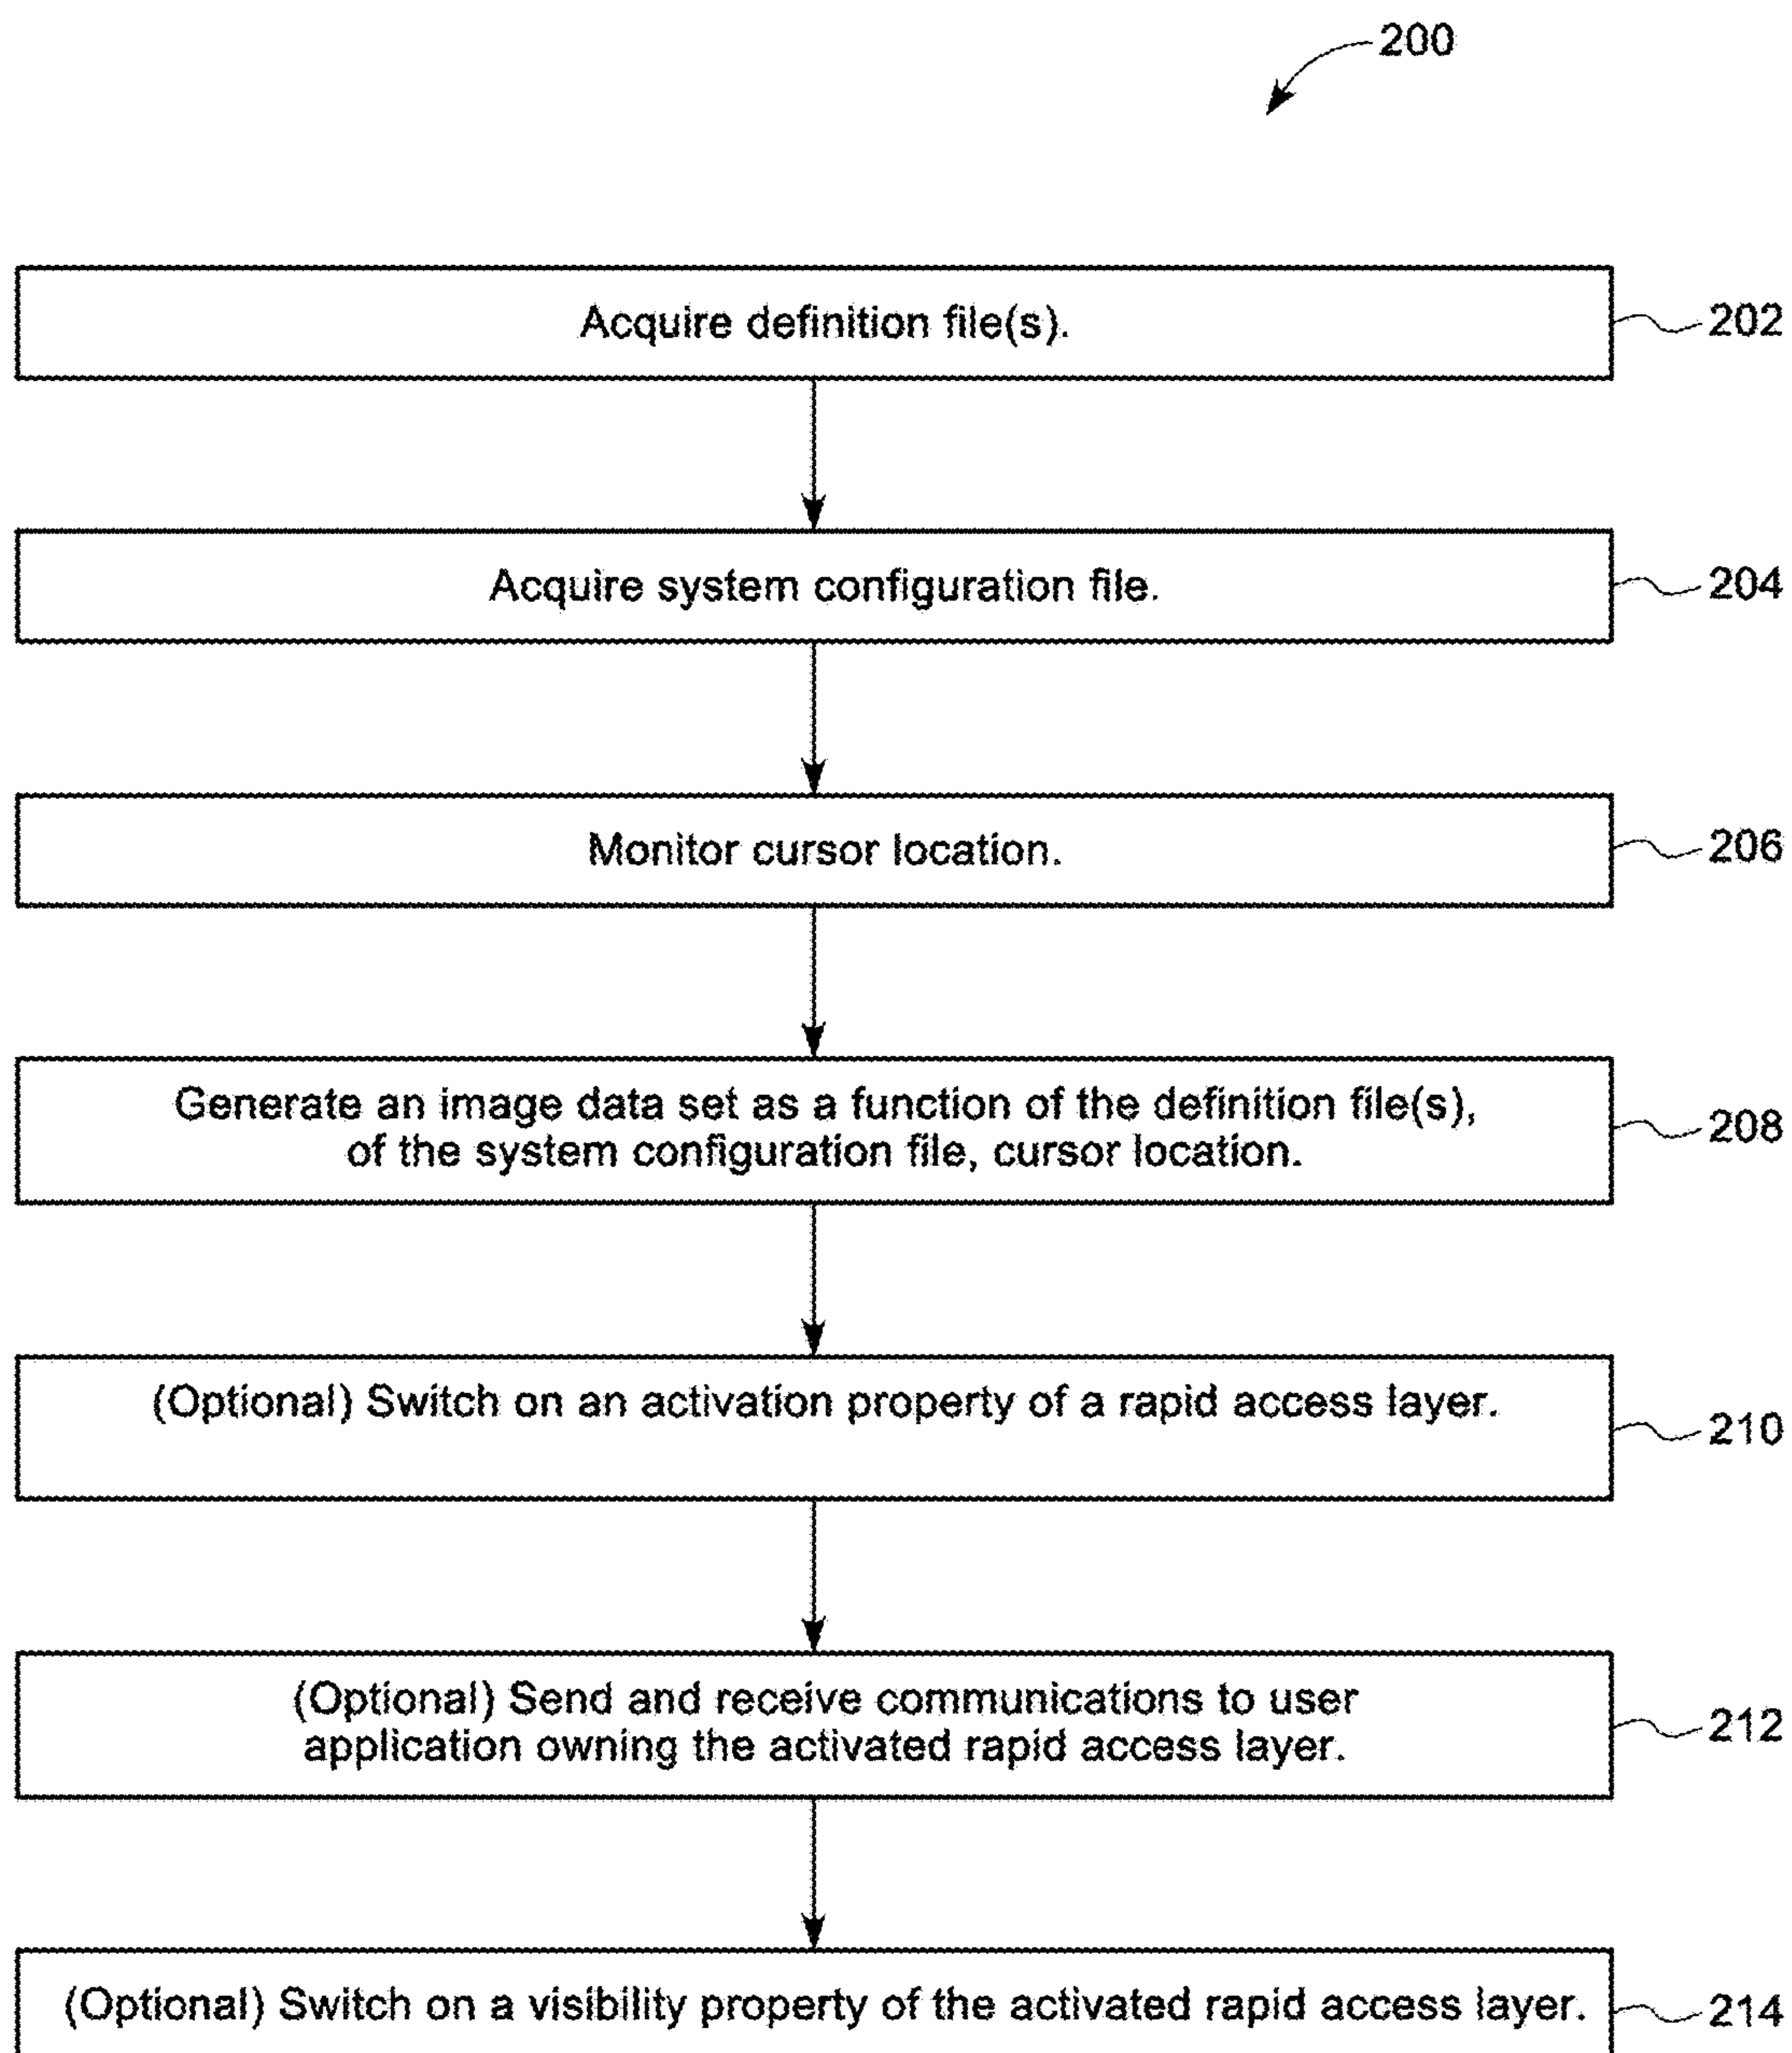 200
Acquire definition file(s).
202
Acquire system configuration file.
204
Monitor cursor location.
206
Generate an image data set as a function of the definition file(s),
of the system configuration file, cursor location.
208
(Optional) Switch on an activation property of a rapid access layer.
210
(Optional) Send and receive communications to user
application owning the activated rapid access layer.
212
(Optional) Switch on a visibility property of the activated rapid access layer.
214